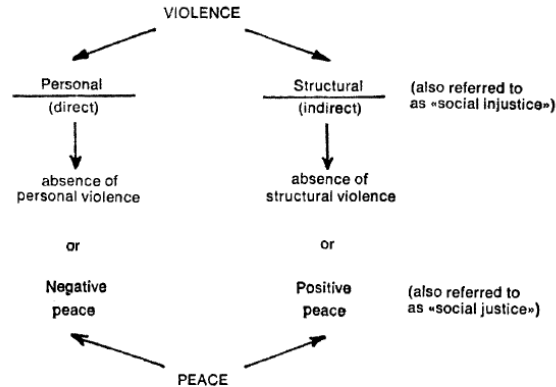 VIOLENCE
Personal
(direct)
Structural
(indirect)
(also referred to
as «social injustice»)
absence of
personal violence
absence of
structural violence
or
or
Negative
peace
Positive
peace
(also referred to
as «social justice»)
PEACE